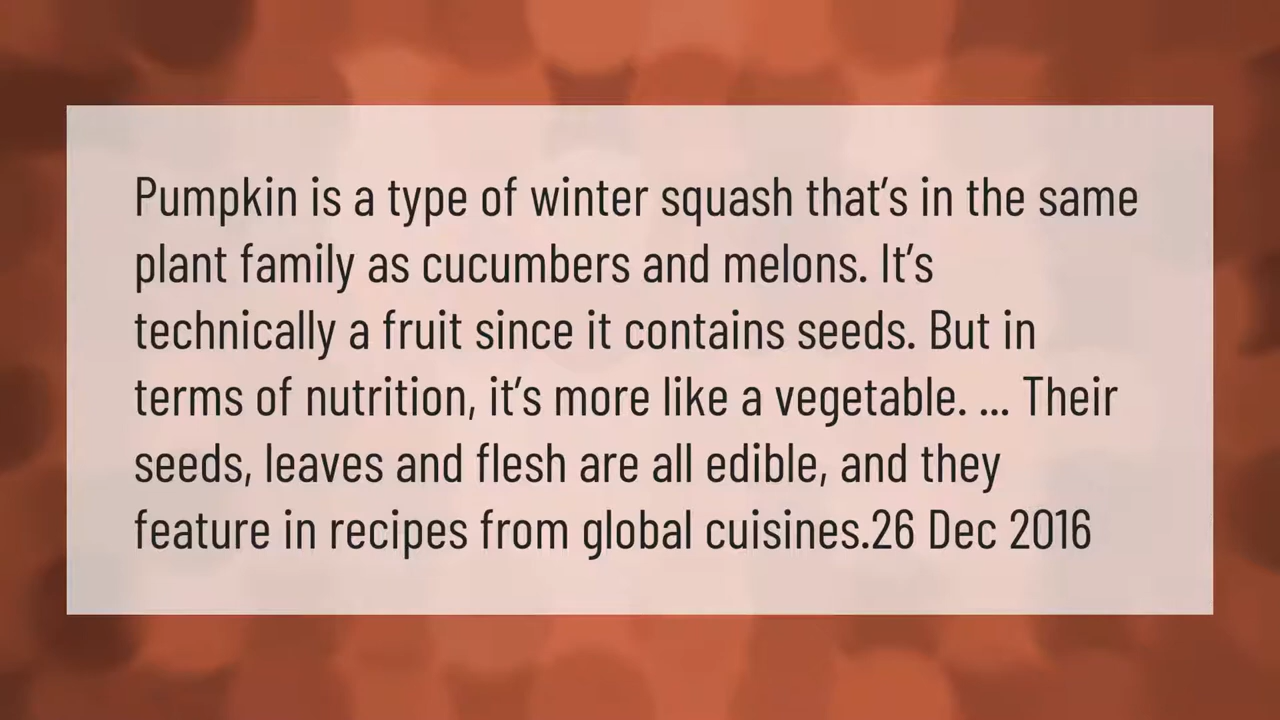 Pumpkin is a type of winter squash that’s in the same
plant family as cucumbers and melons. It’s
technically a fruit since it contains seeds. But in
terms of nutrition, it’s more like a vegetable. ... Their
seeds, leaves and flesh are all edible, and they
feature in recipes from global cuisines.26 Dec 2016